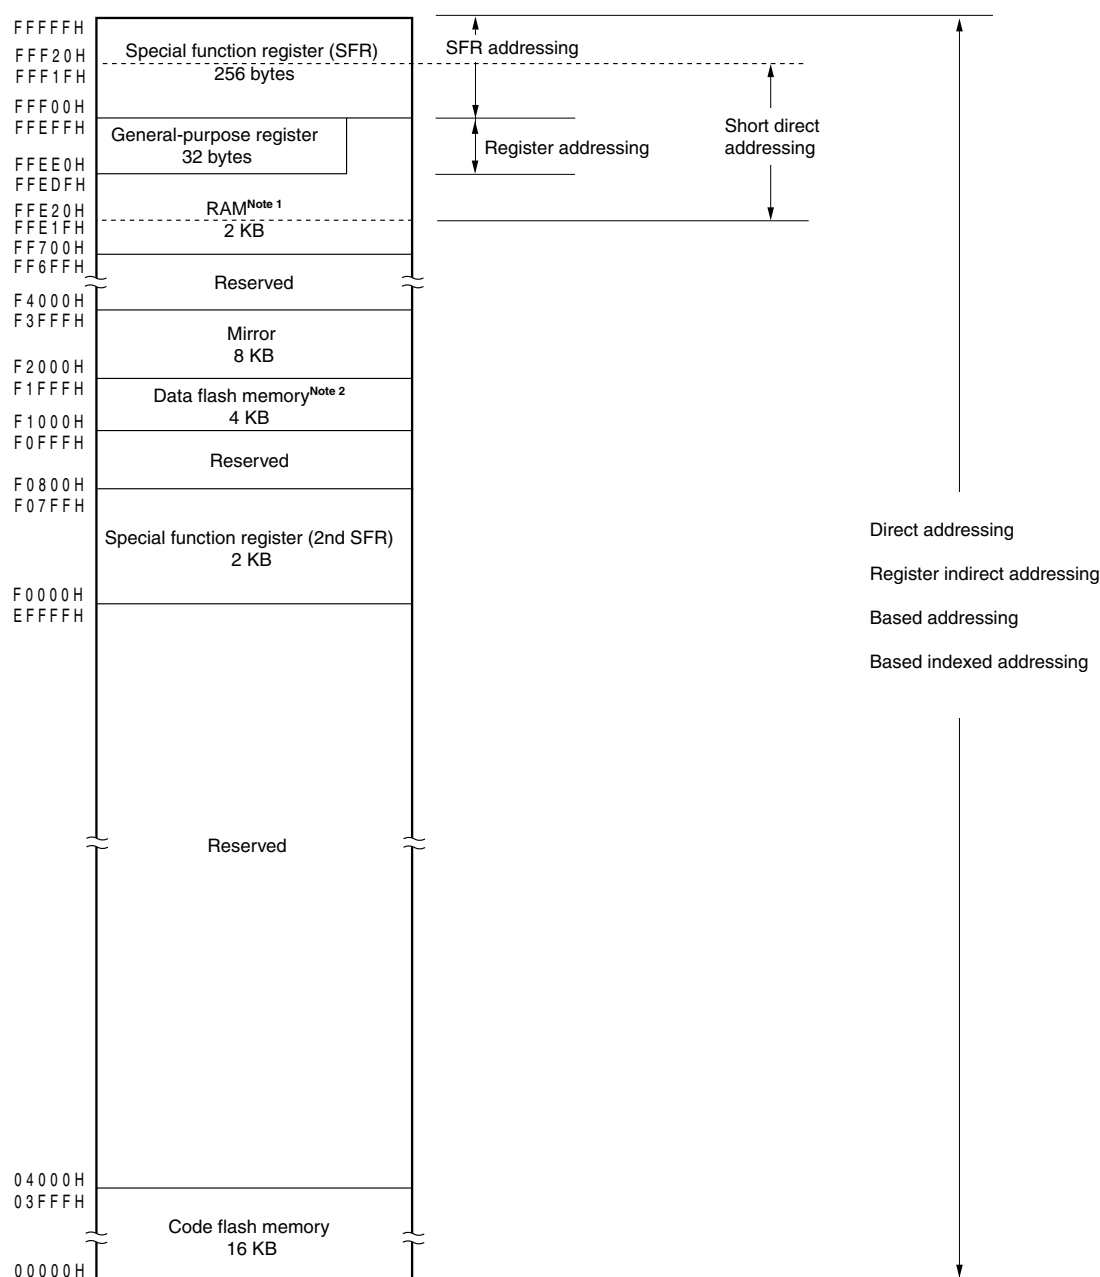 FFFFFH
FFF20H
FFF1FH
FFF00H
FFEFFH
FFEE0H
FFEDFH
FFE20H
FFE1FH
FF700H
FF6FFH
F4000H
F3FFFH
F2000H
F1FFFH
F1000H
F0FFFH
F0800H
F07FFH
F0000H
EFFFFH
04000H
03FFFH
00000H
Special function register (SFR)
256 bytes
General-purpose register
32 bytes
RAMNote 1
2 KB
Reserved
Mirror
8 KB
Data flash memoryNote 2
4 KB
Reserved
Special function register (2nd SFR)
2 KB
Reserved
Code flash memory
16 KB
SFR addressing
Register addressing
Short direct
addressing
Direct addressing
Register indirect addressing
Based addressing
Based indexed addressing